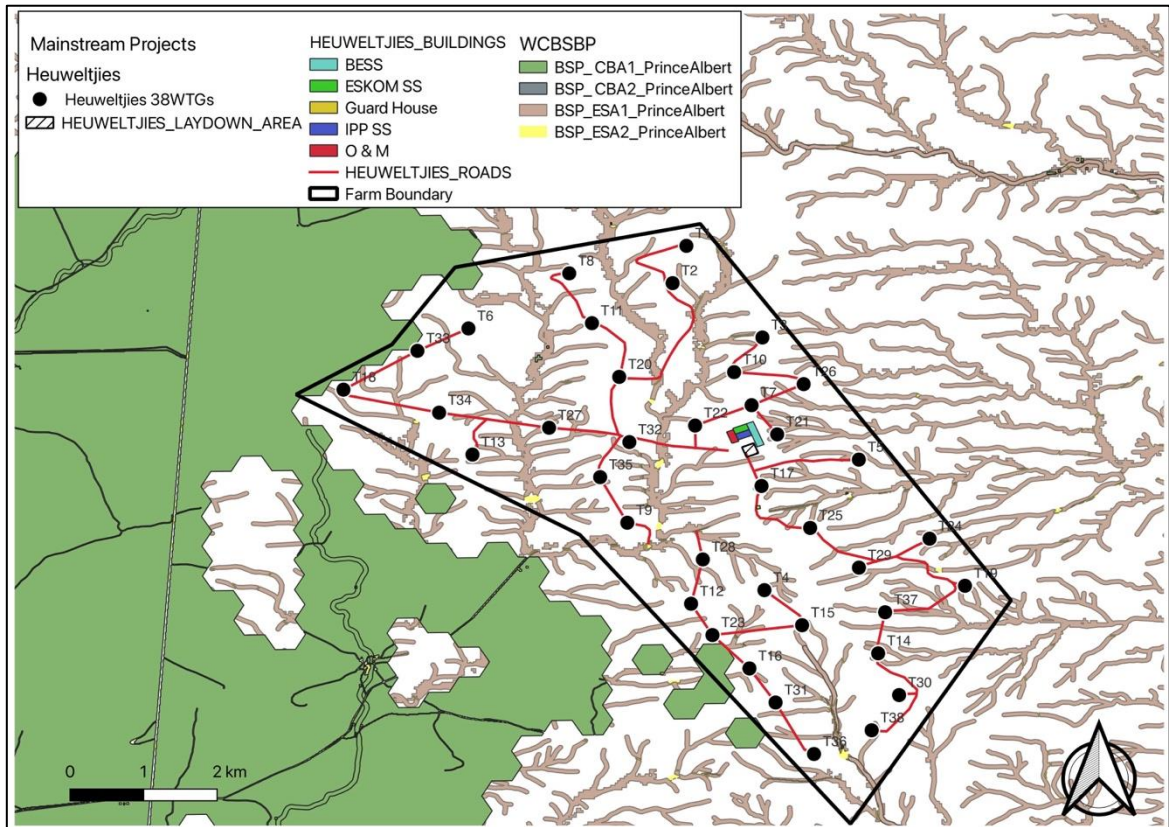 Mainstream Projects
Heuweltjies
Heuweltjies 38WTGs
HEUWELTJIES_LAYDOWN_AREA
HEUWELTJIES_BUILDINGS
BESS
ESKOM SS
Guard House
IPP SS
O & M
HEUWELTJIES_ROADS
Farm Boundary
WCBSBP
BSP_CBA1_PrinceAlbert
BSP_CBA2_PrinceAlbert
BSP_ESA1_PrinceAlbert
BSP_ESA2_PrinceAlbert
T8
T2
T6
T11
T33
T3
T10
T20
T26
T18
T34
T7
T27
T22
T32
T21
T13
T35
T5
T17
T9
T25
T24
T28
T29
T19
T4
T12
T37
T15
T23
T14
T16
T30
T31
T38
T36
0 1 2 km